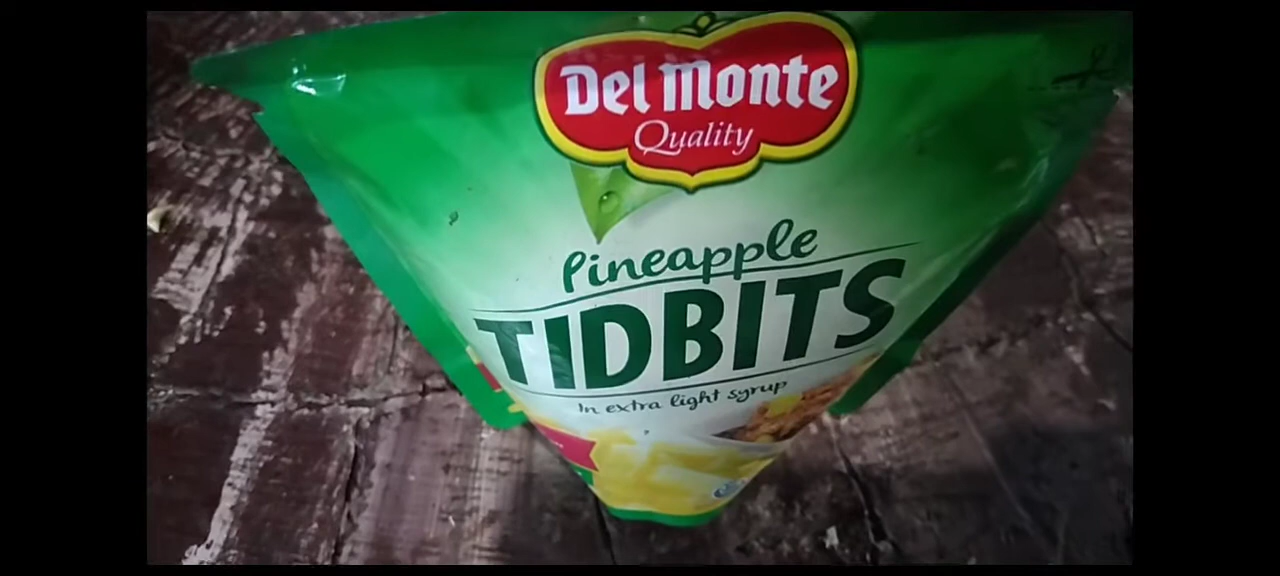 Del Monte
Quality
Pineapple
TIDBITS
In extra light syrup